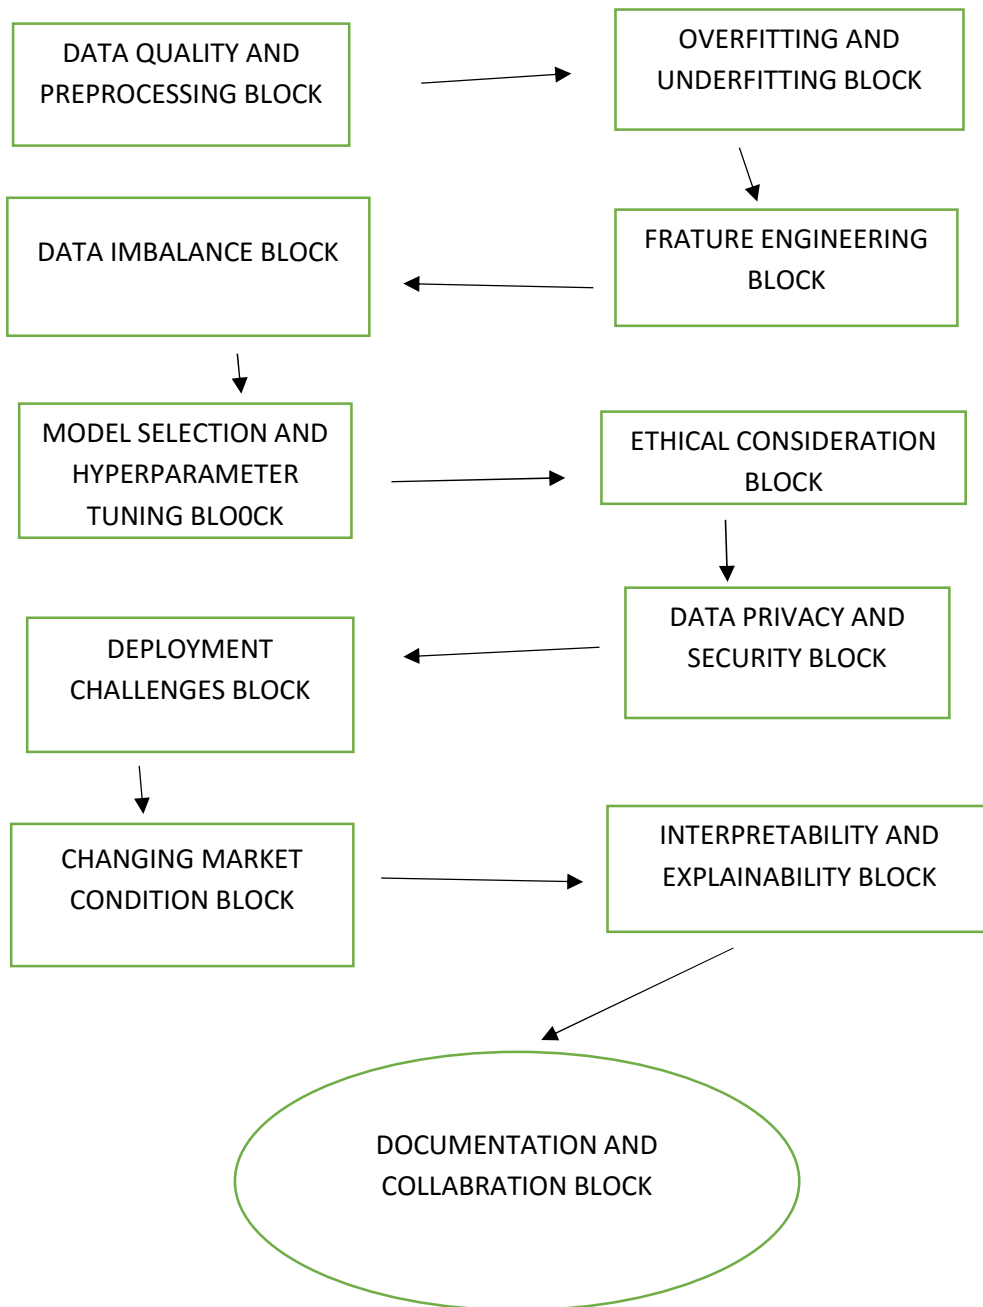 DATA QUALITY AND
PREPROCESSING BLOCK
OVERFITTING AND
UNDERFITTING BLOCK
FRATURE ENGINEERING
BLOCK
DATA IMBALANCE BLOCK
MODEL SELECTION AND
HYPERPARAMETER
TUNING BLO0CK
ETHICAL CONSIDERATION
BLOCK
DATA PRIVACY AND
SECURITY BLOCK
DEPLOYMENT
CHALLENGES BLOCK
CHANGING MARKET
CONDITION BLOCK
INTERPRETABILITY AND
EXPLAINABILITY BLOCK
DOCUMENTATION AND
COLLABRATION BLOCK